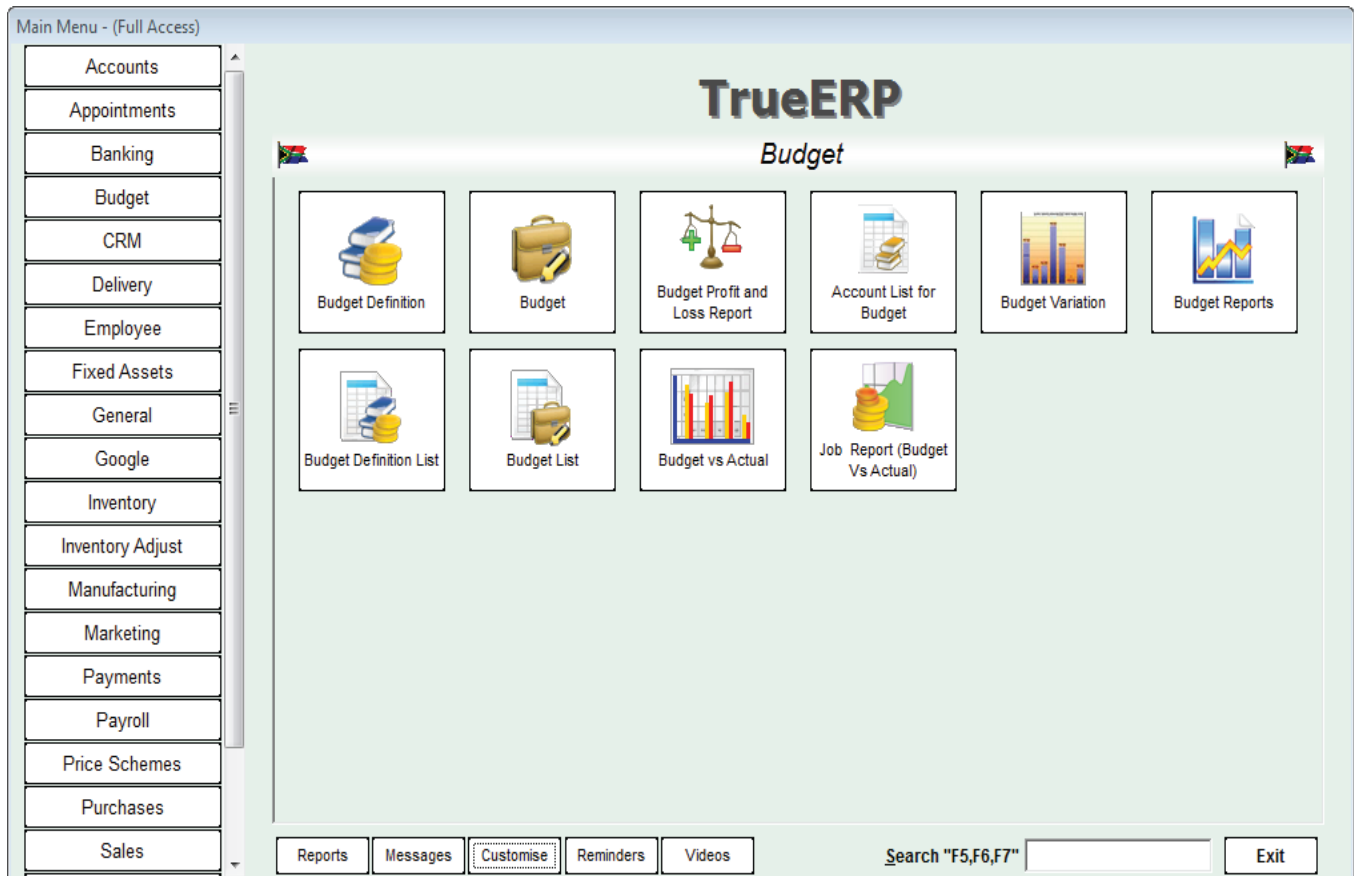 Main Menu - (Full Access)
Accounts
Appointments
Banking
Budget
CRM
Delivery
Employee
Fixed Assets
General
Google
Inventory
Inventory Adjust
Manufacturing
Marketing
Payments
Payroll
Price Schemes
Purchases
Sales
TrueERP
Budget
Budget Definition
Budget
Budget Profit and
Loss Report
Account List for
Budget
Budget Variation
Budget Reports
Budget Definition List
Budget List
Budget vs Actual
Job Report (Budget
Vs Actual)
Reports
Messages
Customise
Reminders
Videos
Search "F5,F6,F7"
Exit